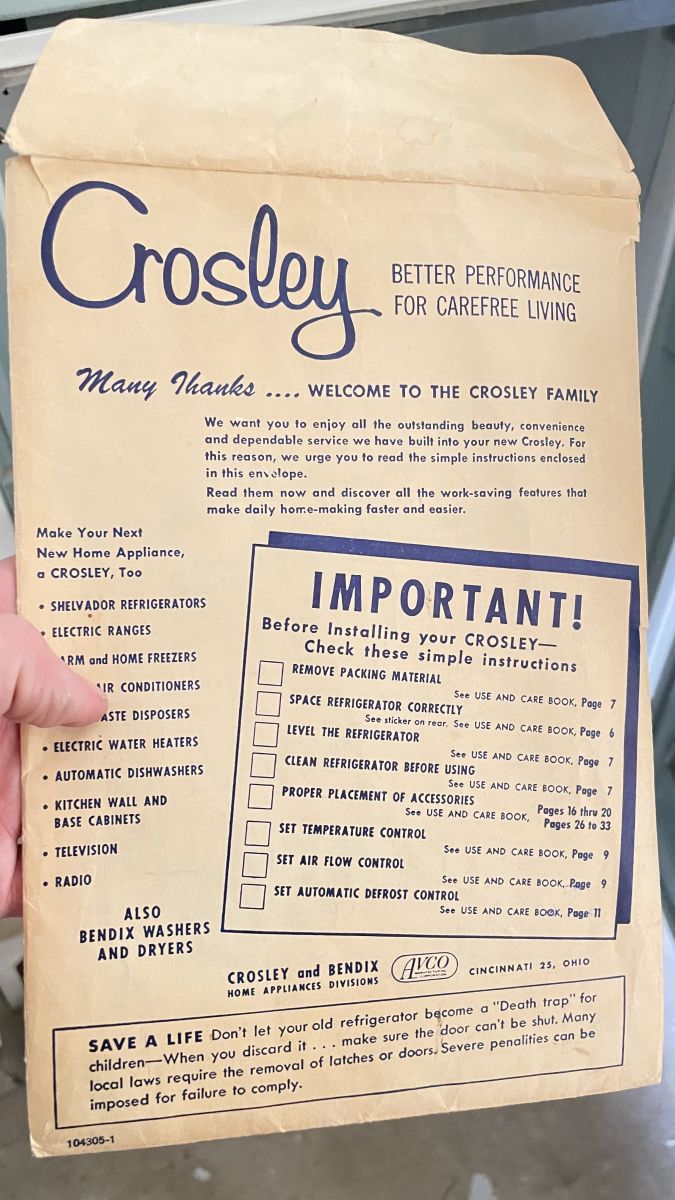 Crosley
BETTER PERFORMANCE
FOR CAREFREE LIVING
Many Thanks .... WELCOME TO THE CROSLEY FAMILY
We want you to enjoy all the outstanding beauty, convenience
and dependable service we have built into your new Crosley. For
this reason, we urge you to read the simple instructions enclosed
in this envelope.
Read them now and discover all the work-saving features that
make daily home-making faster and easier.
Make Your Next
New Home Appliance,
a CROSLEY, Too
• SHELVADOR REFRIGERATORS
• ELECTRIC RANGES
ARM and HOME FREEZERS
AIR CONDITIONERS
ASTE DISPOSERS
• ELECTRIC WATER HEATERS
• AUTOMATIC DISHWASHERS
• KITCHEN WALL AND
BASE CABINETS
• TELEVISION
• RADIO
ALSO
BENDIX WASHERS
AND DRYERS
IMPORTANT!
Before Installing your CROSLEY—
Check these simple instructions
REMOVE PACKING MATERIAL
See USE AND CARE BOOK, Page 7
SPACE REFRIGERATOR CORRECTLY
See sticker on rear. See USE AND CARE BOOK, Page 6
LEVEL THE REFRIGERATOR
See USE AND CARE BOOK, Page 7
CLEAN REFRIGERATOR BEFORE USING
See USE AND CARE BOOK, Page 7
PROPER PLACEMENT OF ACCESSORIES
See USE AND CARE BOOK, Pages 16 thru 20
Pages 26 to 33
SET TEMPERATURE CONTROL
See USE AND CARE BOOK, Page 9
SET AIR FLOW CONTROL
See USE AND CARE BOOK, Page 9
SET AUTOMATIC DEFROST CONTROL
See USE AND CARE BOOK, Page 11
CROSLEY and BENDIX
HOME APPLIANCES DIVISIONS
AVCO
CINCINNATI 25, OHIO
SAVE A LIFE Don't let your old refrigerator become a "Death trap" for
children—When you discard it . . . make sure the door can't be shut. Many
local laws require the removal of latches or doors. Severe penalities can be
imposed for failure to comply.
104305-1